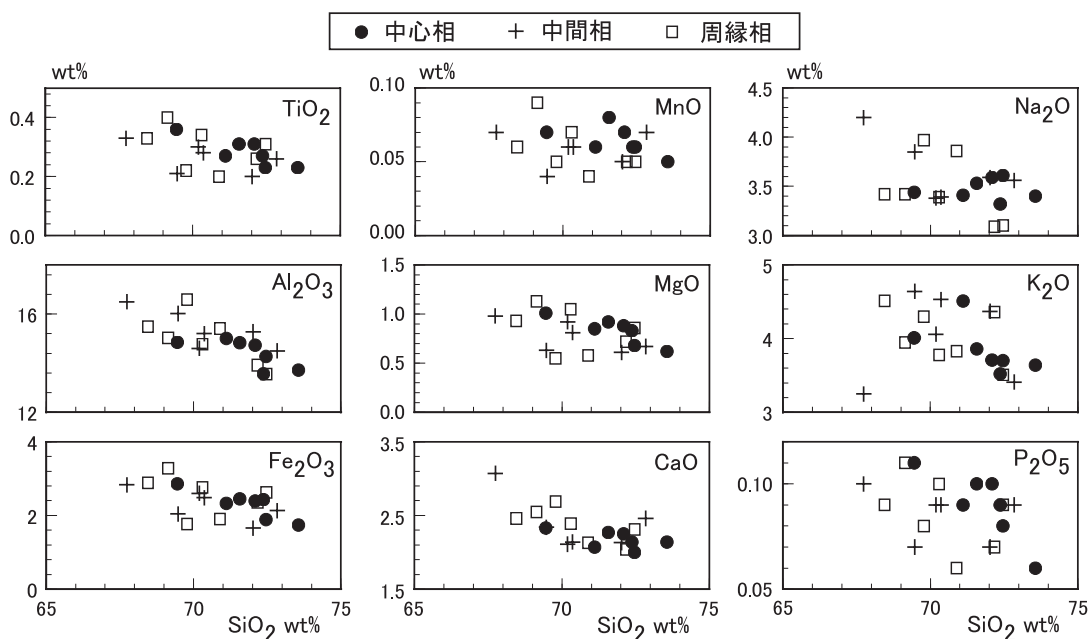 ● 中心相 + 中間相 □ 周縁相
wt% wt%
TiO2 MnO Na2O
0.4 0.2 0.0
0.10 0.05 0.00
4.5 4.0 3.5 3.0
Al2O3 MgO K2O
16 12
1.5 1.0 0.5 0.0
5 4 3
Fe2O3 CaO P2O5
4 2 0
3.5 2.5 1.5
0.10 0.05
65 70 75 65 70 75 65 70 75
SiO2 wt% SiO2 wt% SiO2 wt%